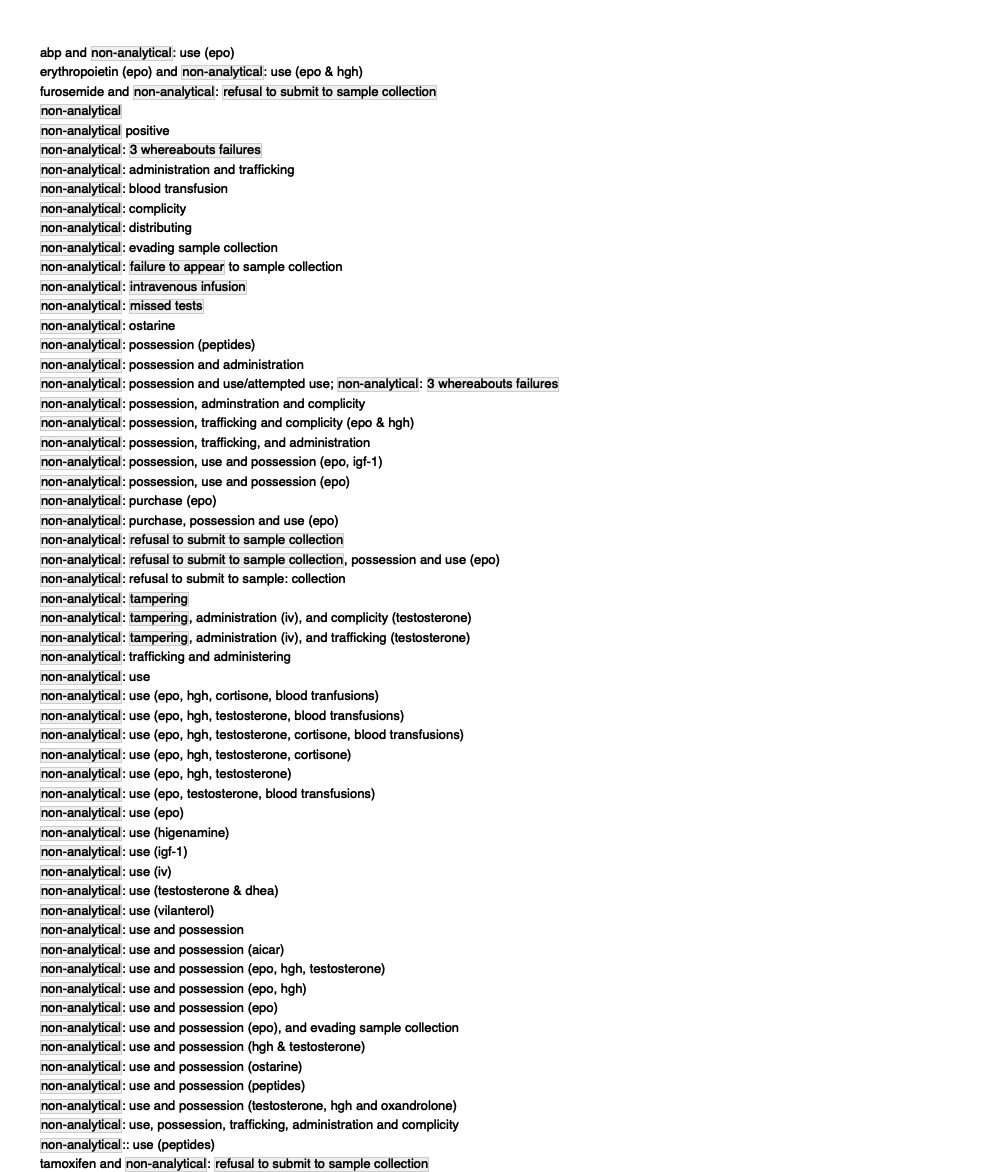 abp and non-analytical: use (epo)
erythropoietin (epo) and non-analytical: use (epo & hgh)
furosemide and non-analytical: refusal to submit to sample collection
non-analytical
non-analytical positive
non-analytical: 3 whereabouts failures
non-analytical: administration and trafficking
non-analytical: blood transfusion
non-analytical: complicity
non-analytical: distributing
non-analytical: evading sample collection
non-analytical: failure to appear to sample collection
non-analytical: intravenous infusion
non-analytical: missed tests
non-analytical: ostarine
non-analytical: possession (peptides)
non-analytical: possession and administration
non-analytical: possession and use/attempted use; non-analytical: 3 whereabouts failures
non-analytical: possession, adminstration and complicity
non-analytical: possession, trafficking and complicity (epo & hgh)
non-analytical: possession, trafficking, and administration
non-analytical: possession, use and possession (epo, igf-1)
non-analytical: possession, use and possession (epo)
non-analytical: purchase (epo)
non-analytical: purchase, possession and use (epo)
non-analytical: refusal to submit to sample collection
non-analytical: refusal to submit to sample collection, possession and use (epo)
non-analytical: refusal to submit to sample: collection
non-analytical: tampering
non-analytical: tampering, administration (iv), and complicity (testosterone)
non-analytical: tampering, administration (iv), and trafficking (testosterone)
non-analytical: trafficking and administering
non-analytical: use
non-analytical: use (epo, hgh, cortisone, blood tranfusions)
non-analytical: use (epo, hgh, testosterone, blood transfusions)
non-analytical: use (epo, hgh, testosterone, cortisone, blood transfusions)
non-analytical: use (epo, hgh, testosterone, cortisone)
non-analytical: use (epo, hgh, testosterone)
non-analytical: use (epo, testosterone, blood transfusions)
non-analytical: use (epo)
non-analytical: use (higenamine)
non-analytical: use (igf-1)
non-analytical: use (iv)
non-analytical: use (testosterone & dhea)
non-analytical: use (vilanterol)
non-analytical: use and possession
non-analytical: use and possession (aicar)
non-analytical: use and possession (epo, hgh, testosterone)
non-analytical: use and possession (epo, hgh)
non-analytical: use and possession (epo)
non-analytical: use and possession (epo), and evading sample collection
non-analytical: use and possession (hgh & testosterone)
non-analytical: use and possession (ostarine)
non-analytical: use and possession (peptides)
non-analytical: use and possession (testosterone, hgh and oxandrolone)
non-analytical: use, possession, trafficking, administration and complicity
non-analytical:: use (peptides)
tamoxifen and non-analytical: refusal to submit to sample collection